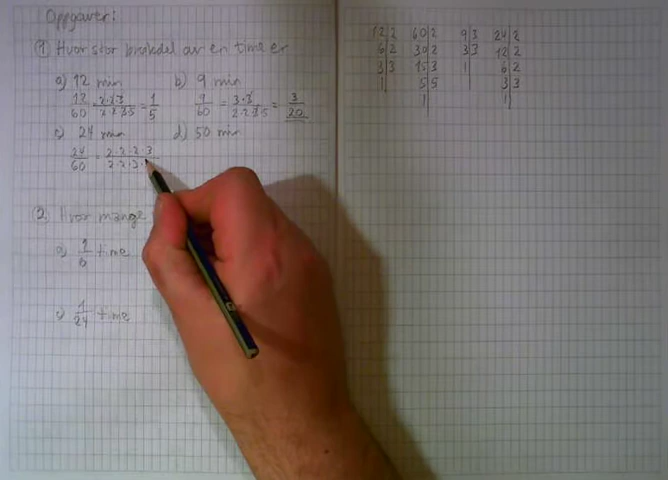 Oppgaver:
① Hvor stor brøkdel av en time er
a) 12 min b) 9 min
12/60 = 2·2·3/2·2·3·5 = 1/5 9/60 = 3·3/2·2·3·5 = 3/20
c) 24 min d) 50 min
24/60 = 2·2·2·3/2·2·3·
② Hvor mange
a) 1/6 time
c) 1/24 time
12|2 60|2 9|3 24|2
6|2 30|2 3|3 12|2
3|3 15|3 1| 6|2
1| 5|5 3|3
1| 1|